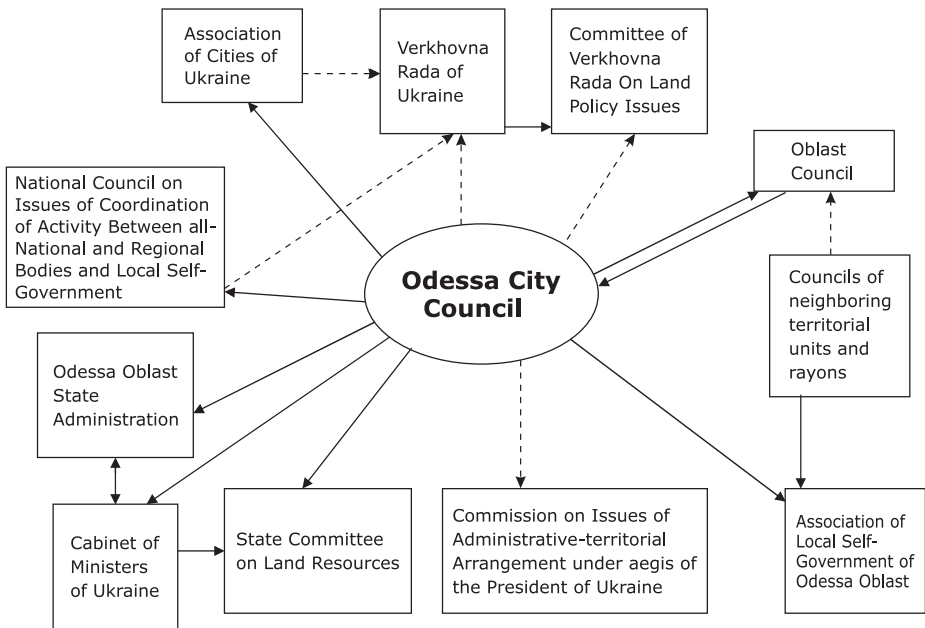 Association
of Cities of
Ukraine
Verkhovna
Rada of
Ukraine
Committee of
Verkhovna
Rada On Land
Policy Issues
Oblast
Council
National Council on
Issues of Coordination
of Activity Between all-
National and Regional
Bodies and Local Self-
Government
Odessa City
Council
Councils of
neighboring
territorial
units and
rayons
Odessa Oblast
State
Administration
Cabinet of
Ministers
of Ukraine
State Committee
on Land Resources
Commission on Issues of
Administrative-territorial
Arrangement under aegis of
the President of Ukraine
Association of
Local Self-
Government of
Odessa Oblast